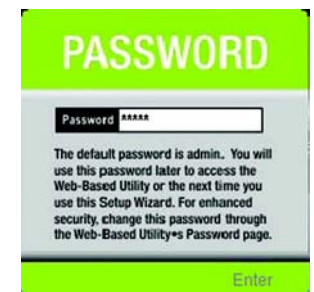 PASSWORD
Password *****
The default password is admin. You will
use this password later to access the
Web-Based Utility or the next time you
use this Setup Wizard. For enhanced
security, change this password through
the Web-Based Utility•s Password page.
Enter